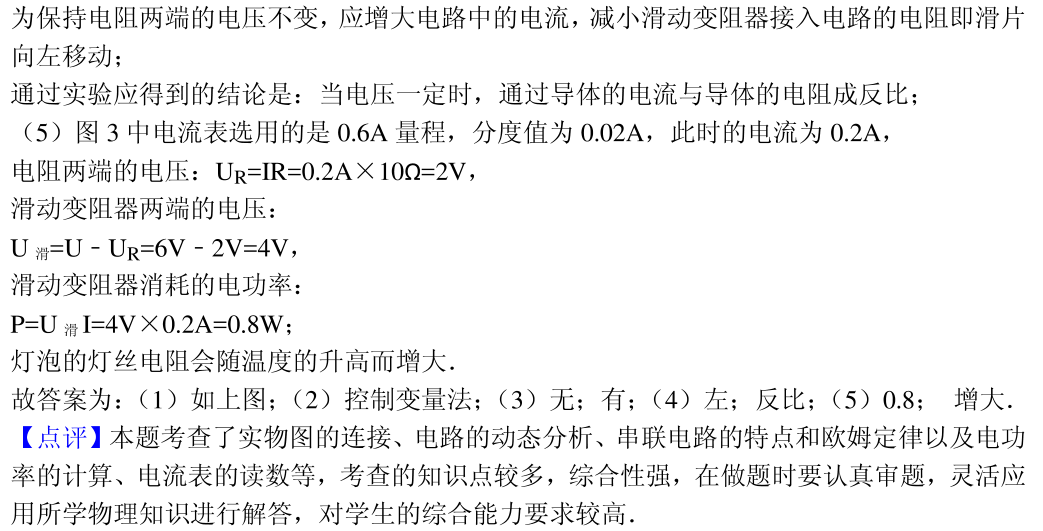 为保持电阻两端的电压不变，应增大电路中的电流，减小滑动变阻器接入电路的电阻即滑片
向左移动；
通过实验应得到的结论是：当电压一定时，通过导体的电流与导体的电阻成反比；
（5）图 3 中电流表选用的是 0.6A 量程，分度值为 0.02A，此时的电流为 0.2A，
电阻两端的电压：UR=IR=0.2A×10Ω=2V，
滑动变阻器两端的电压：
U 滑=U﹣UR=6V﹣2V=4V，
滑动变阻器消耗的电功率：
P=U 滑 I=4V×0.2A=0.8W；
灯泡的灯丝电阻会随温度的升高而增大．
故答案为：（1）如上图；（2）控制变量法；（3）无；有；（4）左；反比；（5）0.8； 增大．
【点评】本题考查了实物图的连接、电路的动态分析、串联电路的特点和欧姆定律以及电功
率的计算、电流表的读数等，考查的知识点较多，综合性强，在做题时要认真审题，灵活应
用所学物理知识进行解答，对学生的综合能力要求较高．